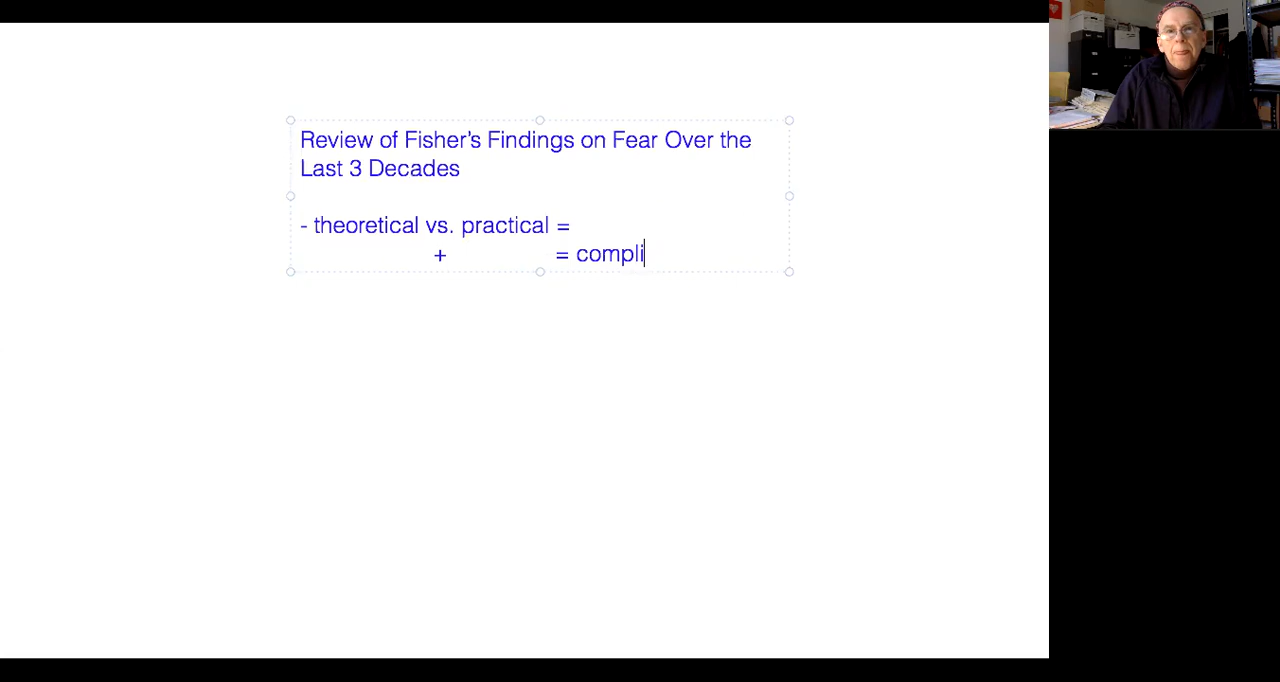 Review of Fisher's Findings on Fear Over the
Last 3 Decades
- theoretical vs. practical =
+ = compli